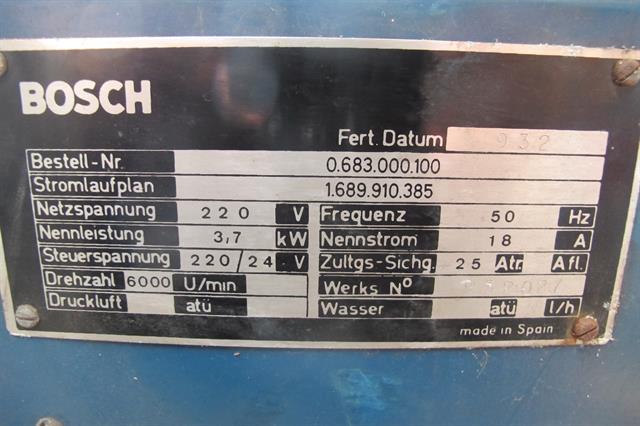 BOSCH
Fert. Datum 932
Bestell-Nr. 0.683.000.100
Stromlaufplan 1.689.910.385
Netzspannung 220 V Frequenz 50 Hz
Nennleistung 3,7 kW Nennstrom 18 A
Steuerspannung 220/24 V Zultgs-Sichg. 25 Atr. Afl.
Drehzahl 6000 U/min Werks Nº
Druckluft atü Wasser atü l/h
made in Spain